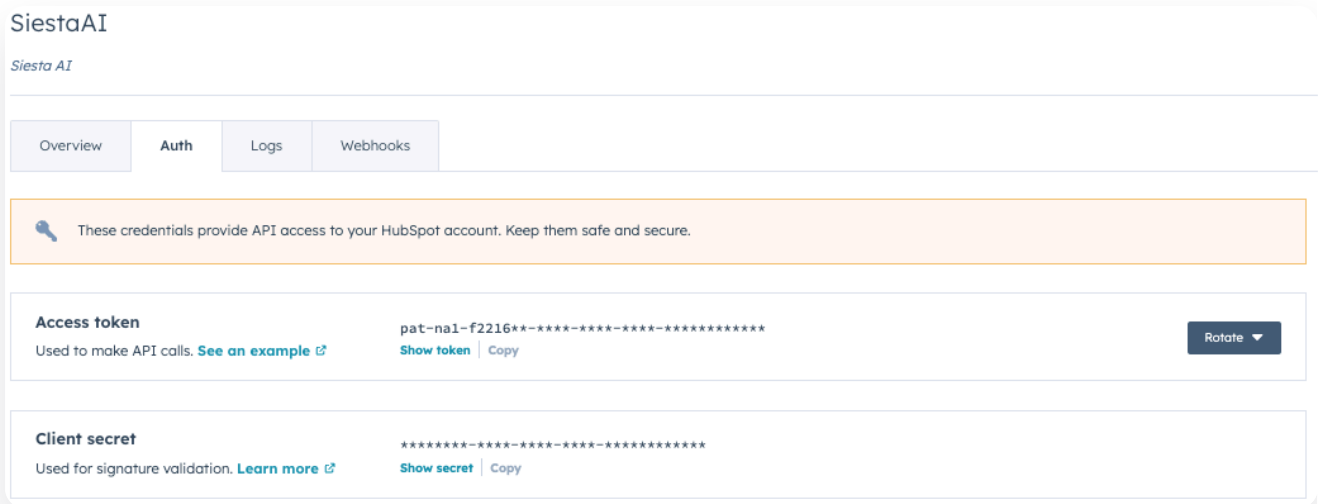 SiestaAI
Siesta AI
Overview Auth Logs Webhooks
These credentials provide API access to your HubSpot account. Keep them safe and secure.
Access token
Used to make API calls. See an example
pat-na1-f2216**-****-****-****-************
Show token Copy
Rotate
Client secret
Used for signature validation. Learn more
********-****-****-****-************
Show secret Copy